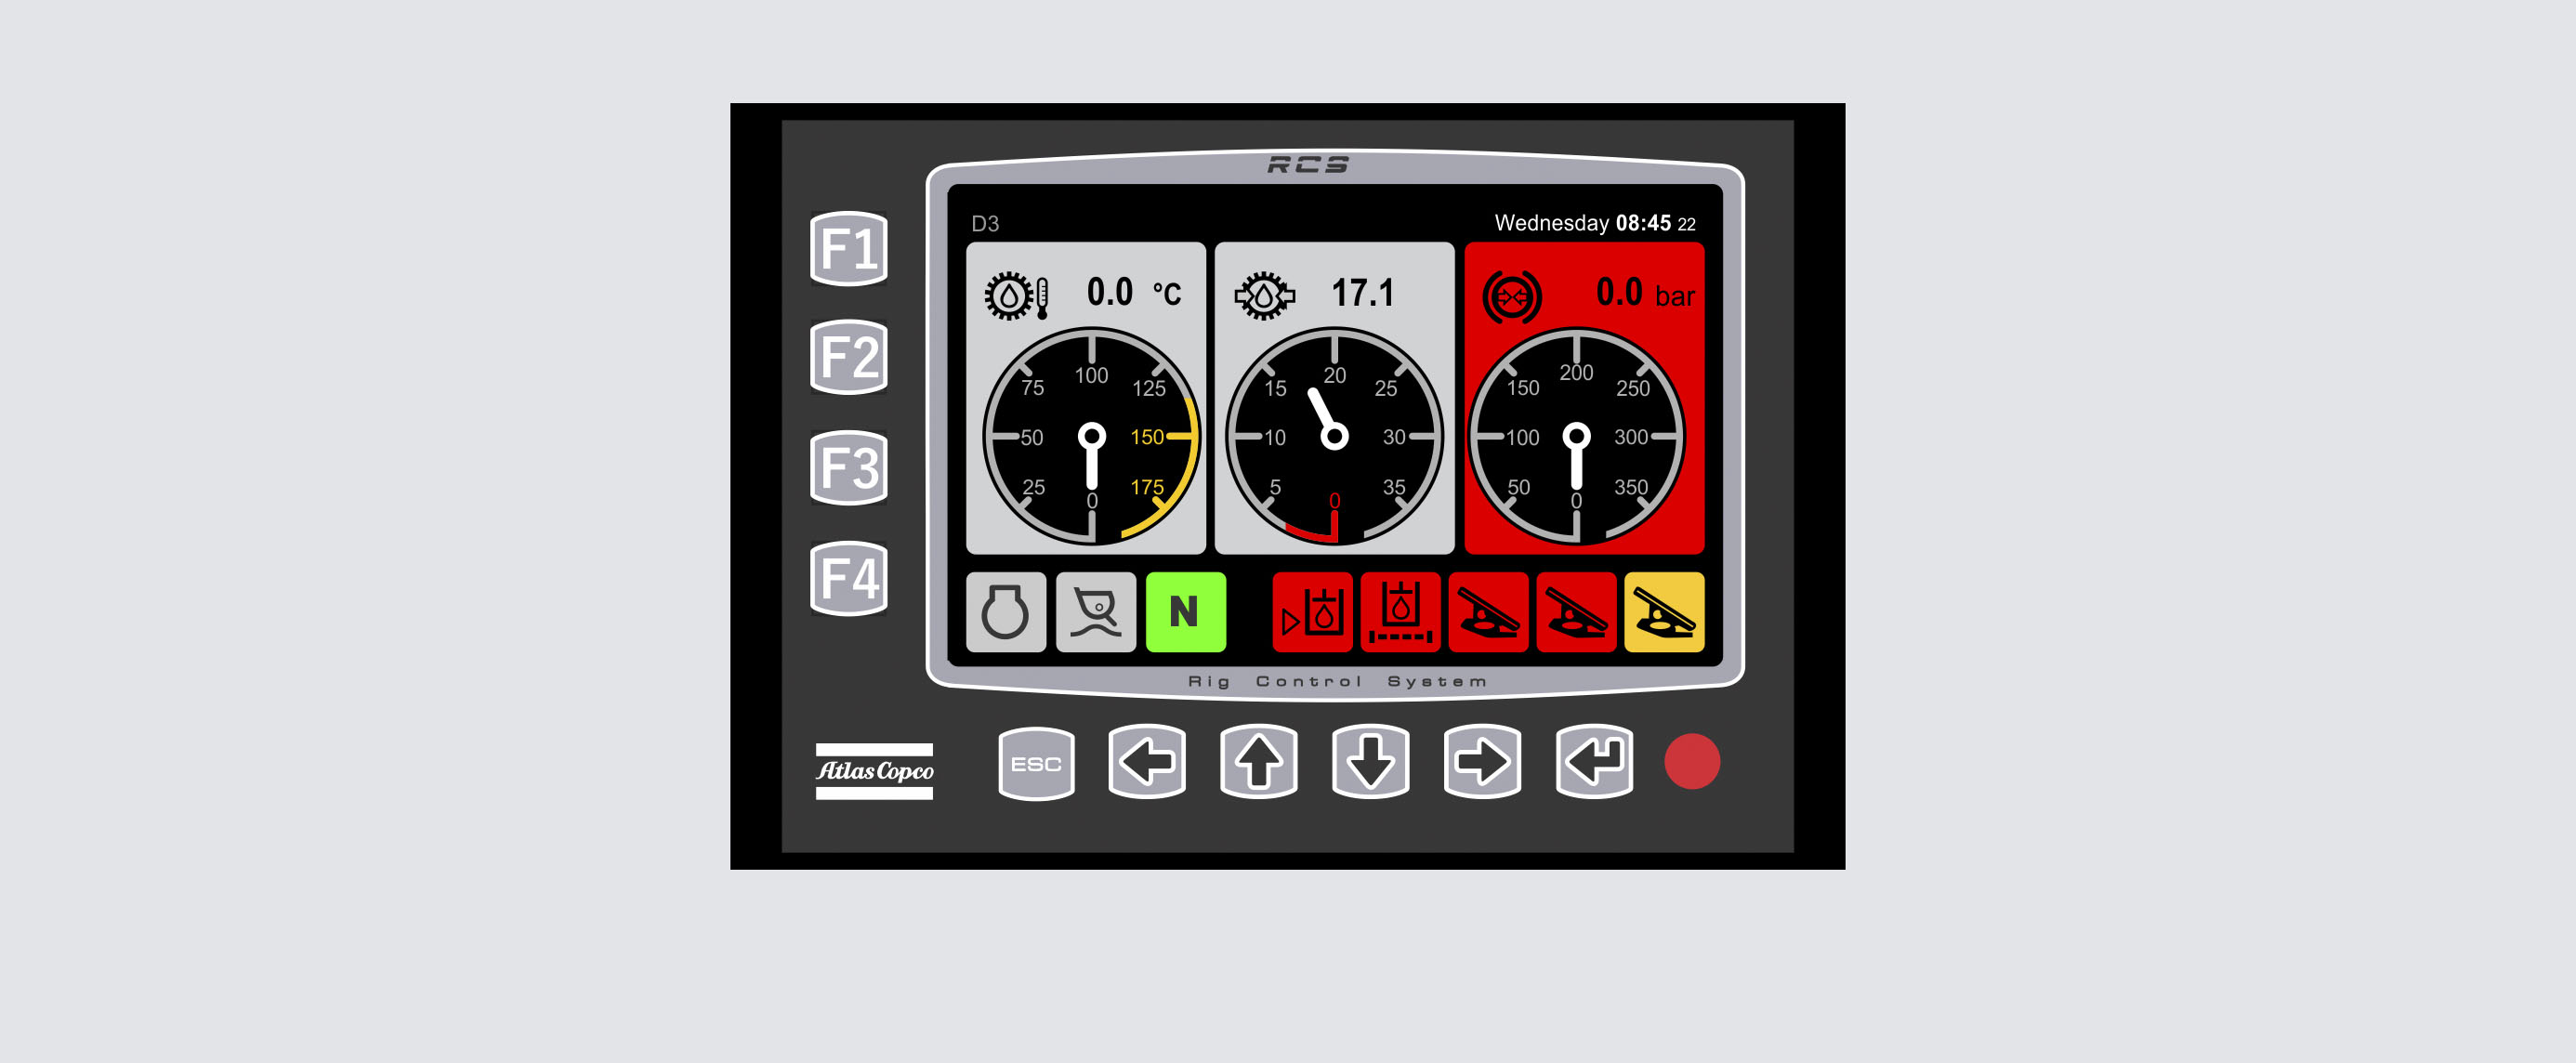 RCS
D3
Wednesday 08:45 22
0.0 °C
17.1
0.0 bar
0 25 50 75 100 125 150 175
0 5 10 15 20 25 30 35
0 50 100 150 200 250 300 350
N
Rig Control System
F1
F2
F3
F4
Atlas Copco
ESC